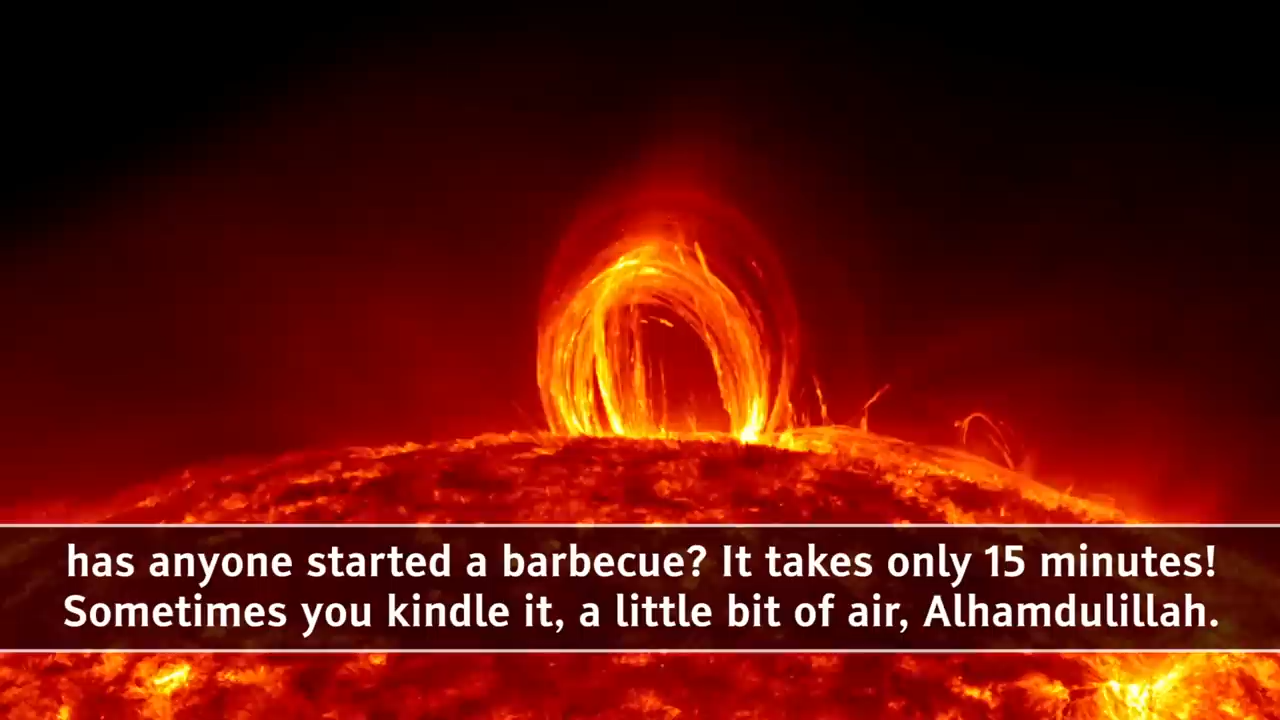 has anyone started a barbecue? It takes only 15 minutes!
Sometimes you kindle it, a little bit of air, Alhamdulillah.